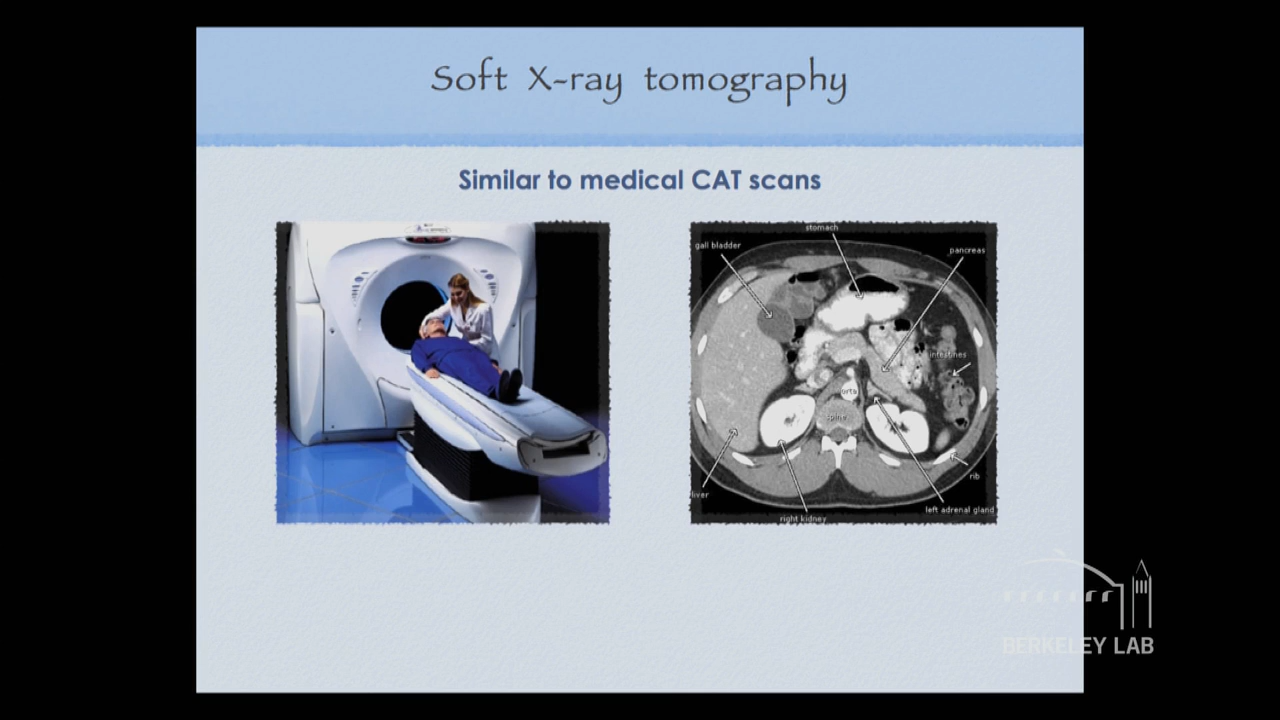 Soft X-ray tomography
Similar to medical CAT scans
stomach
gall bladder
pancreas
intestines
orta
spine
rib
liver
left adrenal gland
right kidney
BERKELEY LAB